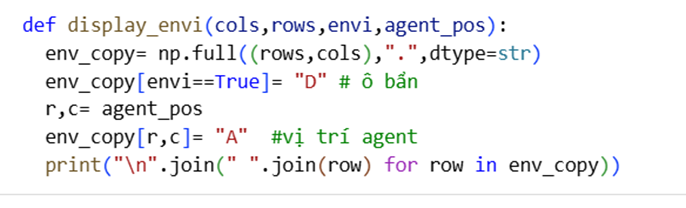 def display_envi(cols,rows,envi,agent_pos):
  env_copy= np.full((rows,cols),".",dtype=str)
  env_copy[envi==True]= "D" # ô bẩn
  r,c= agent_pos
  env_copy[r,c]= "A"  #vị trí agent
  print("\n".join(" ".join(row) for row in env_copy))